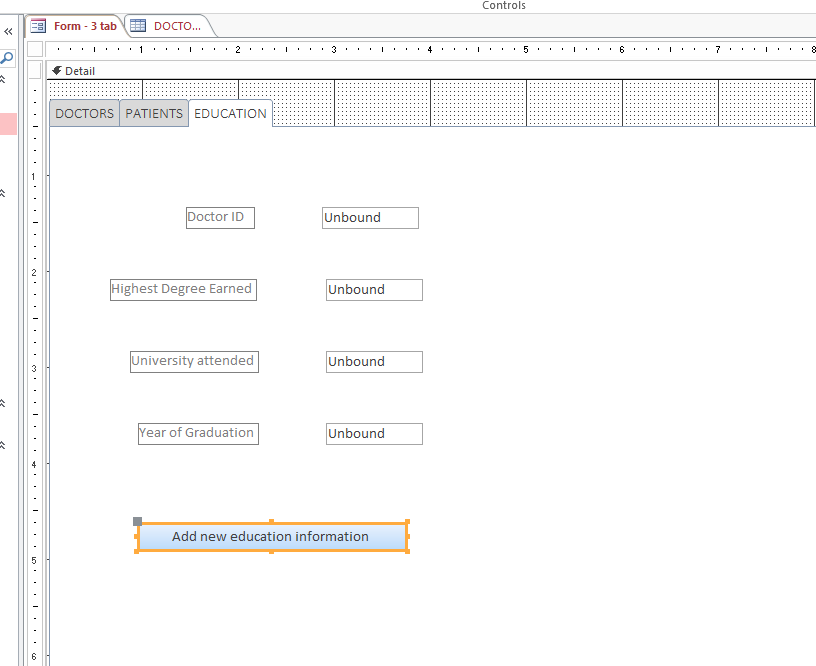 Controls
Form - 3 tab
DOCTO...
1 2 3 4 5 6 7 8
Detail
DOCTORS PATIENTS EDUCATION
1
Doctor ID Unbound
2
Highest Degree Earned Unbound
3
University attended Unbound
Year of Graduation Unbound
4
Add new education information
5
6